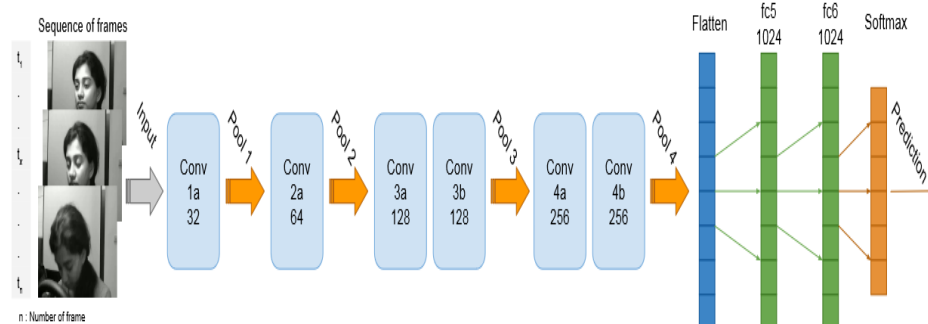 Sequence of frames
t1
.
.
tk
.
.
.
tn
n : Number of frame
Input
Conv
1a
32
Pool 1
Conv
2a
64
Pool 2
Conv
3a
128
Conv
3b
128
Pool 3
Conv
4a
256
Conv
4b
256
Pool 4
Flatten
fc5
1024
fc6
1024
Softmax
Prediction